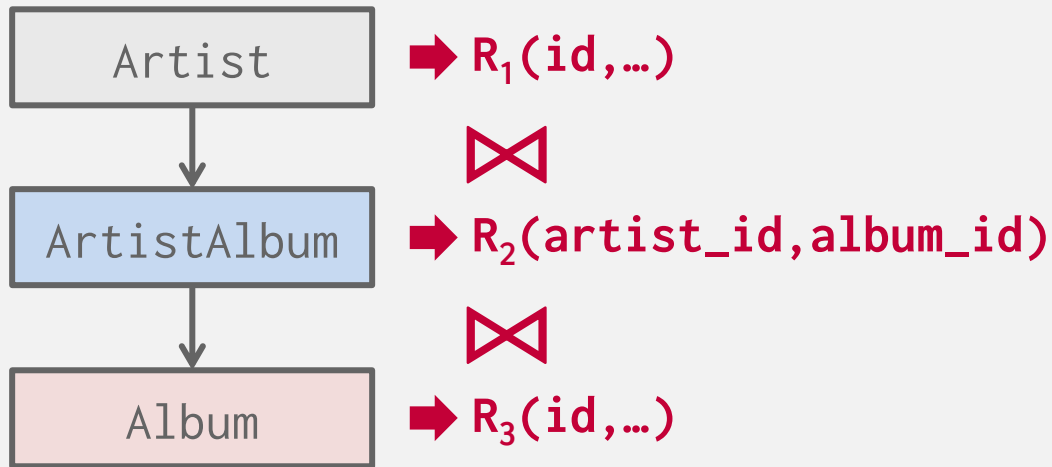 Artist
R₁(id,…)
⋈
ArtistAlbum
R₂(artist_id,album_id)
⋈
Album
R₃(id,…)